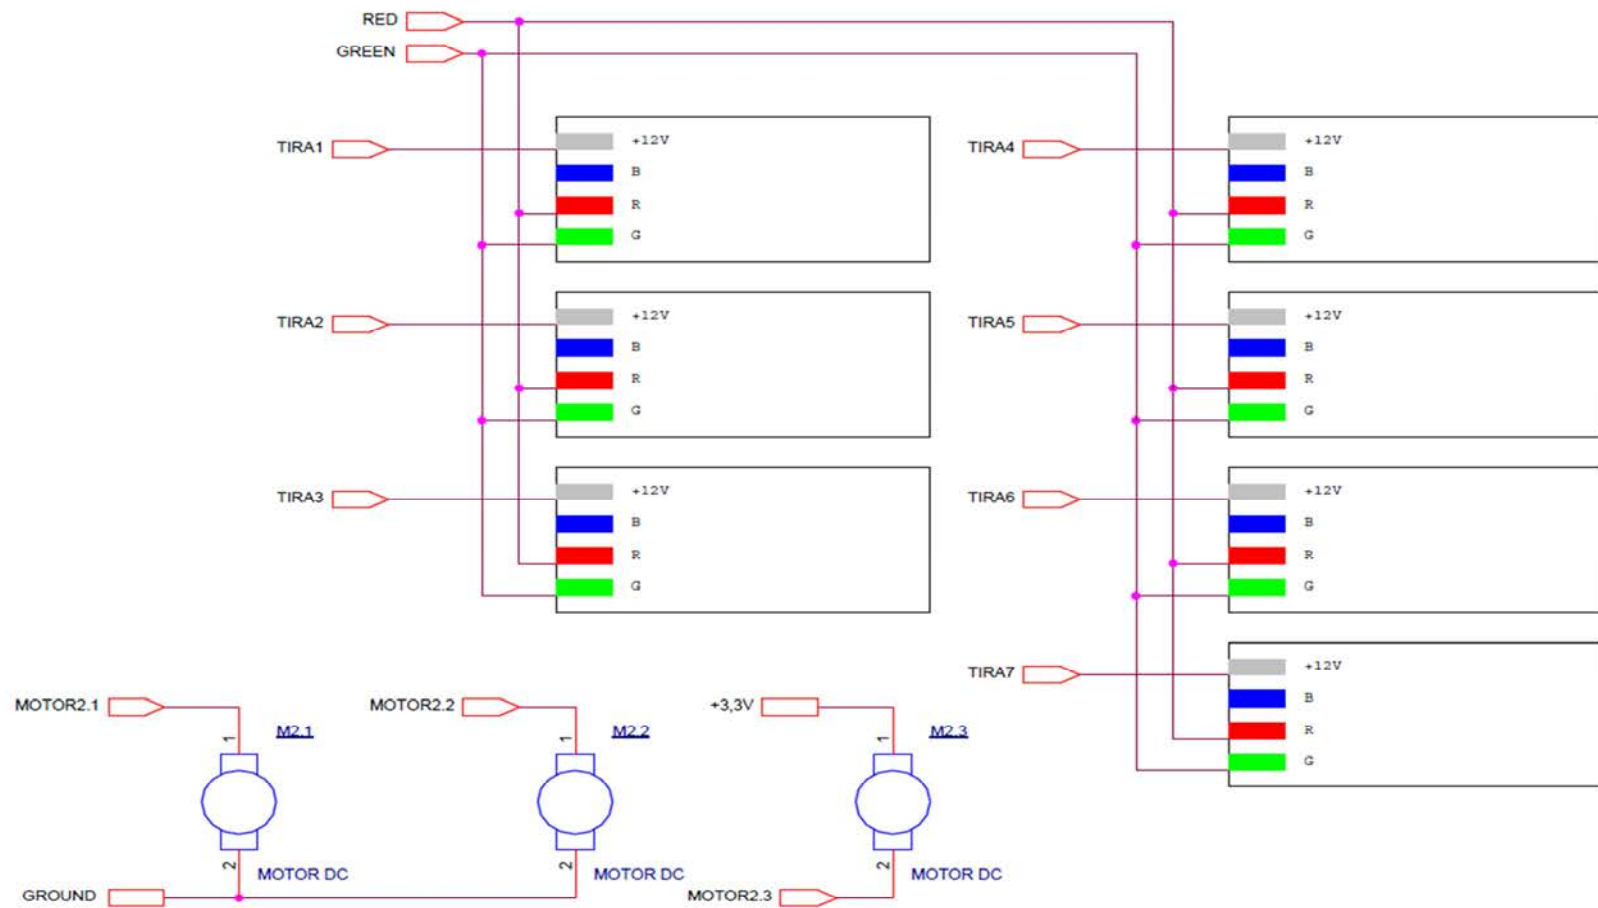 RED
GREEN
TIRA1
+12V
B
R
G
TIRA4
+12V
B
R
G
TIRA2
+12V
B
R
G
TIRA5
+12V
B
R
G
TIRA3
+12V
B
R
G
TIRA6
+12V
B
R
G
TIRA7
+12V
B
R
G
MOTOR2.1
1
M2.1
2
MOTOR DC
GROUND
MOTOR2.2
1
M2.2
2
MOTOR DC
+3,3V
1
M2.3
2
MOTOR DC
MOTOR2.3